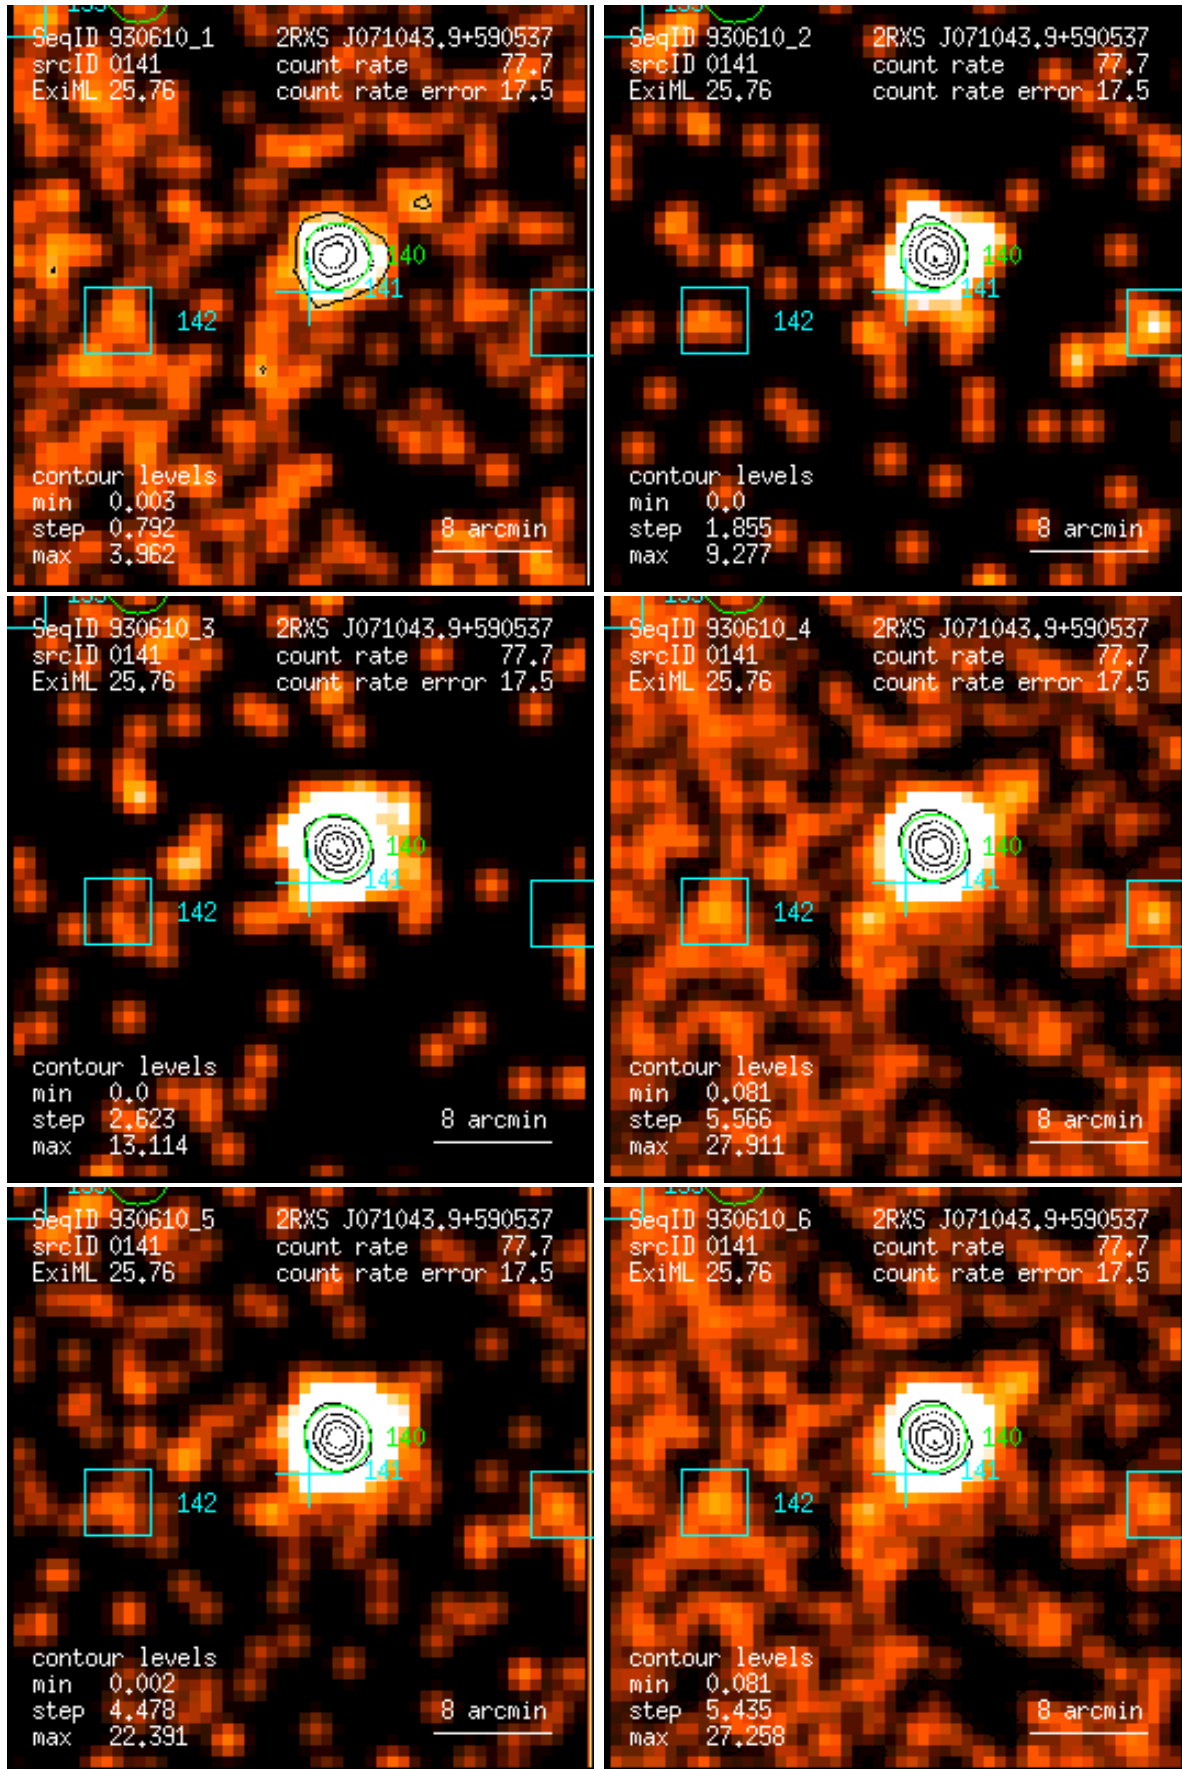 SeqID 930610_1 2RXS J071043.9+590537
srcID 0141 count rate 77.7
ExiML 25.76 count rate error 17.5
140
141
142
contour levels
min 0.003
step 0.792
max 3.962
8 arcmin
SeqID 930610_2 2RXS J071043.9+590537
srcID 0141 count rate 77.7
ExiML 25.76 count rate error 17.5
140
141
142
contour levels
min 0.0
step 1.855
max 9.277
8 arcmin
SeqID 930610_3 2RXS J071043.9+590537
srcID 0141 count rate 77.7
ExiML 25.76 count rate error 17.5
140
141
142
contour levels
min 0.0
step 2.623
max 13.114
8 arcmin
SeqID 930610_4 2RXS J071043.9+590537
srcID 0141 count rate 77.7
ExiML 25.76 count rate error 17.5
140
141
142
contour levels
min 0.081
step 5.566
max 27.911
8 arcmin
SeqID 930610_5 2RXS J071043.9+590537
srcID 0141 count rate 77.7
ExiML 25.76 count rate error 17.5
140
141
142
contour levels
min 0.002
step 4.478
max 22.391
8 arcmin
SeqID 930610_6 2RXS J071043.9+590537
srcID 0141 count rate 77.7
ExiML 25.76 count rate error 17.5
140
141
142
contour levels
min 0.081
step 5.435
max 27.258
8 arcmin